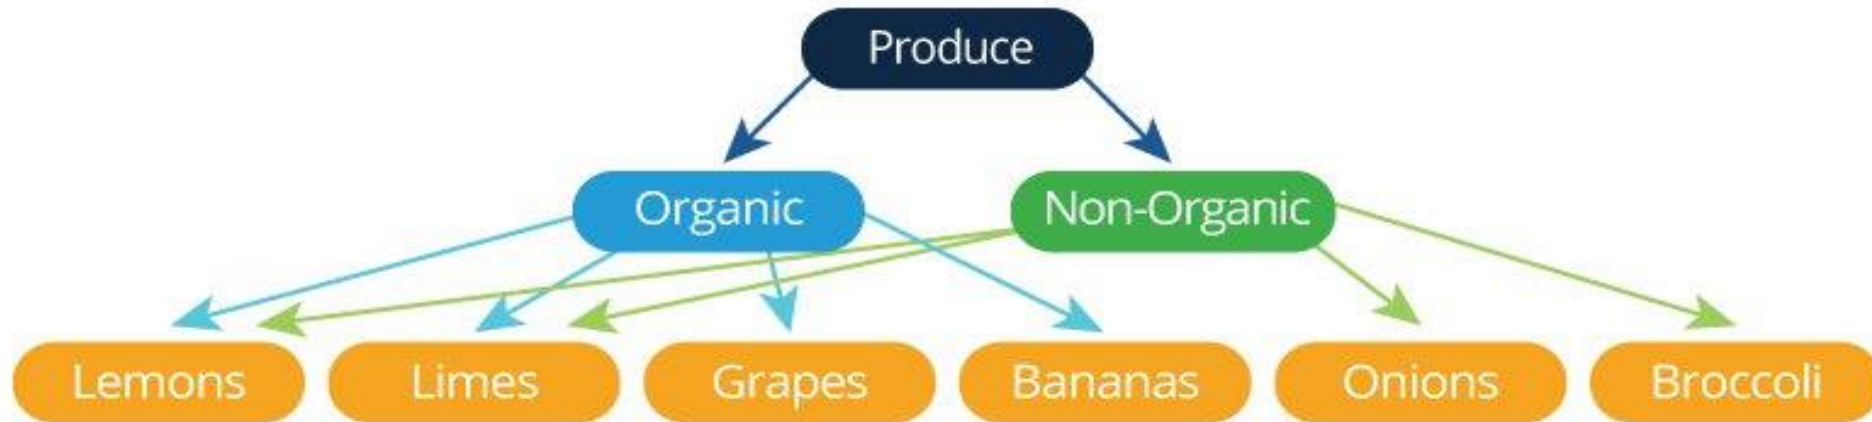 Produce
Organic
Non-Organic
Lemons
Limes
Grapes
Bananas
Onions
Broccoli